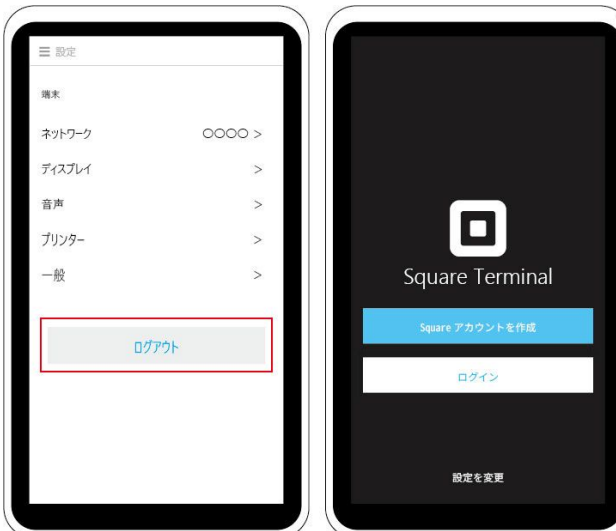 ☰ 設定
端末
ネットワーク ○○○○ >
ディスプレイ >
音声 >
プリンター >
一般 >
ログアウト
Square Terminal
Square アカウントを作成
ログイン
設定を変更